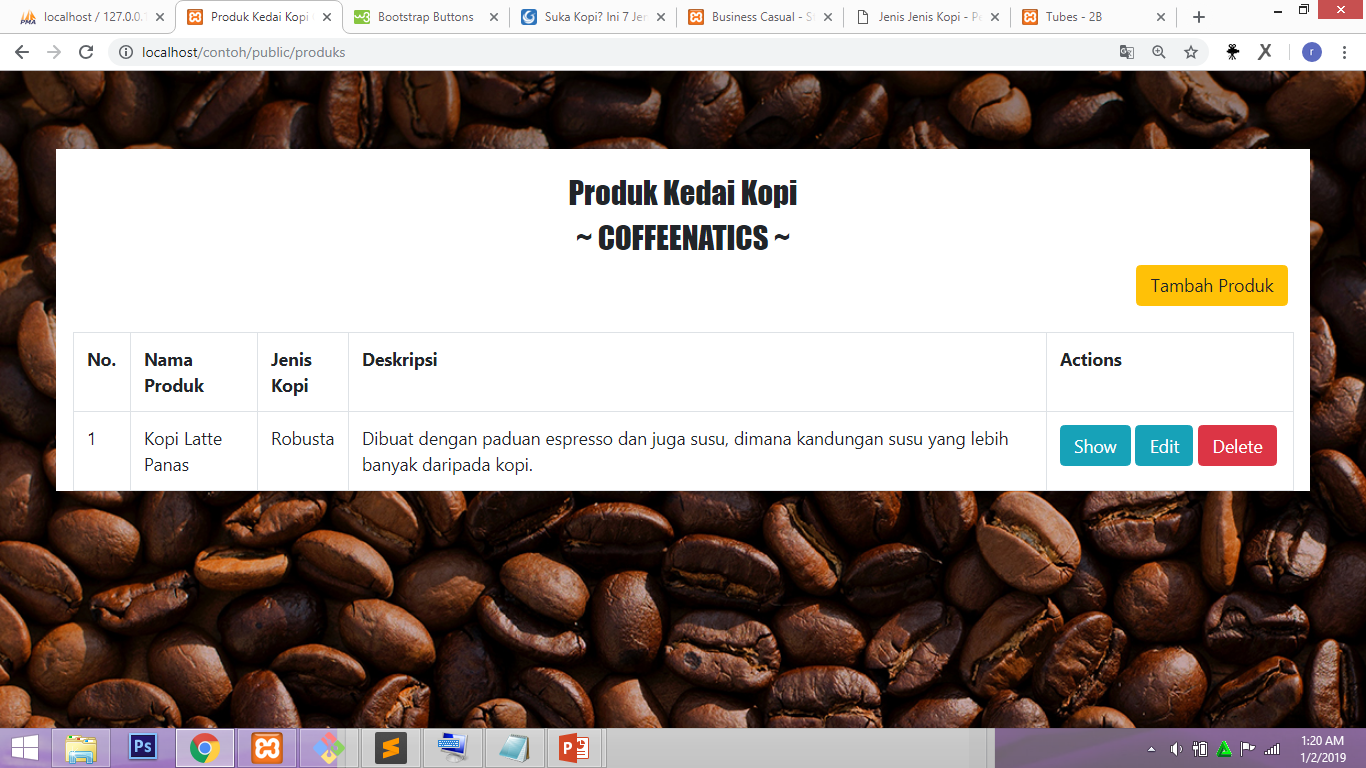 localhost / 127.0.0.1
Produk Kedai Kopi
Bootstrap Buttons
Suka Kopi? Ini 7 Jen
Business Casual - S
Jenis Jenis Kopi - Pe
Tubes - 2B
localhost/contoh/public/produks
r
Produk Kedai Kopi
~ COFFEENATICS ~
Tambah Produk
No. Nama Produk Jenis Kopi Deskripsi Actions
1 Kopi Latte Panas Robusta Dibuat dengan paduan espresso dan juga susu, dimana kandungan susu yang lebih banyak daripada kopi. Show Edit Delete
Ps
1:20 AM
1/2/2019